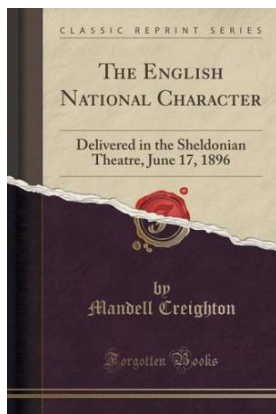 CLASSIC REPRINT SERIES
THE ENGLISH
NATIONAL CHARACTER
Delivered in the Sheldonian
Theatre, June 17, 1896
by
Mandell Creighton
Forgotten Books